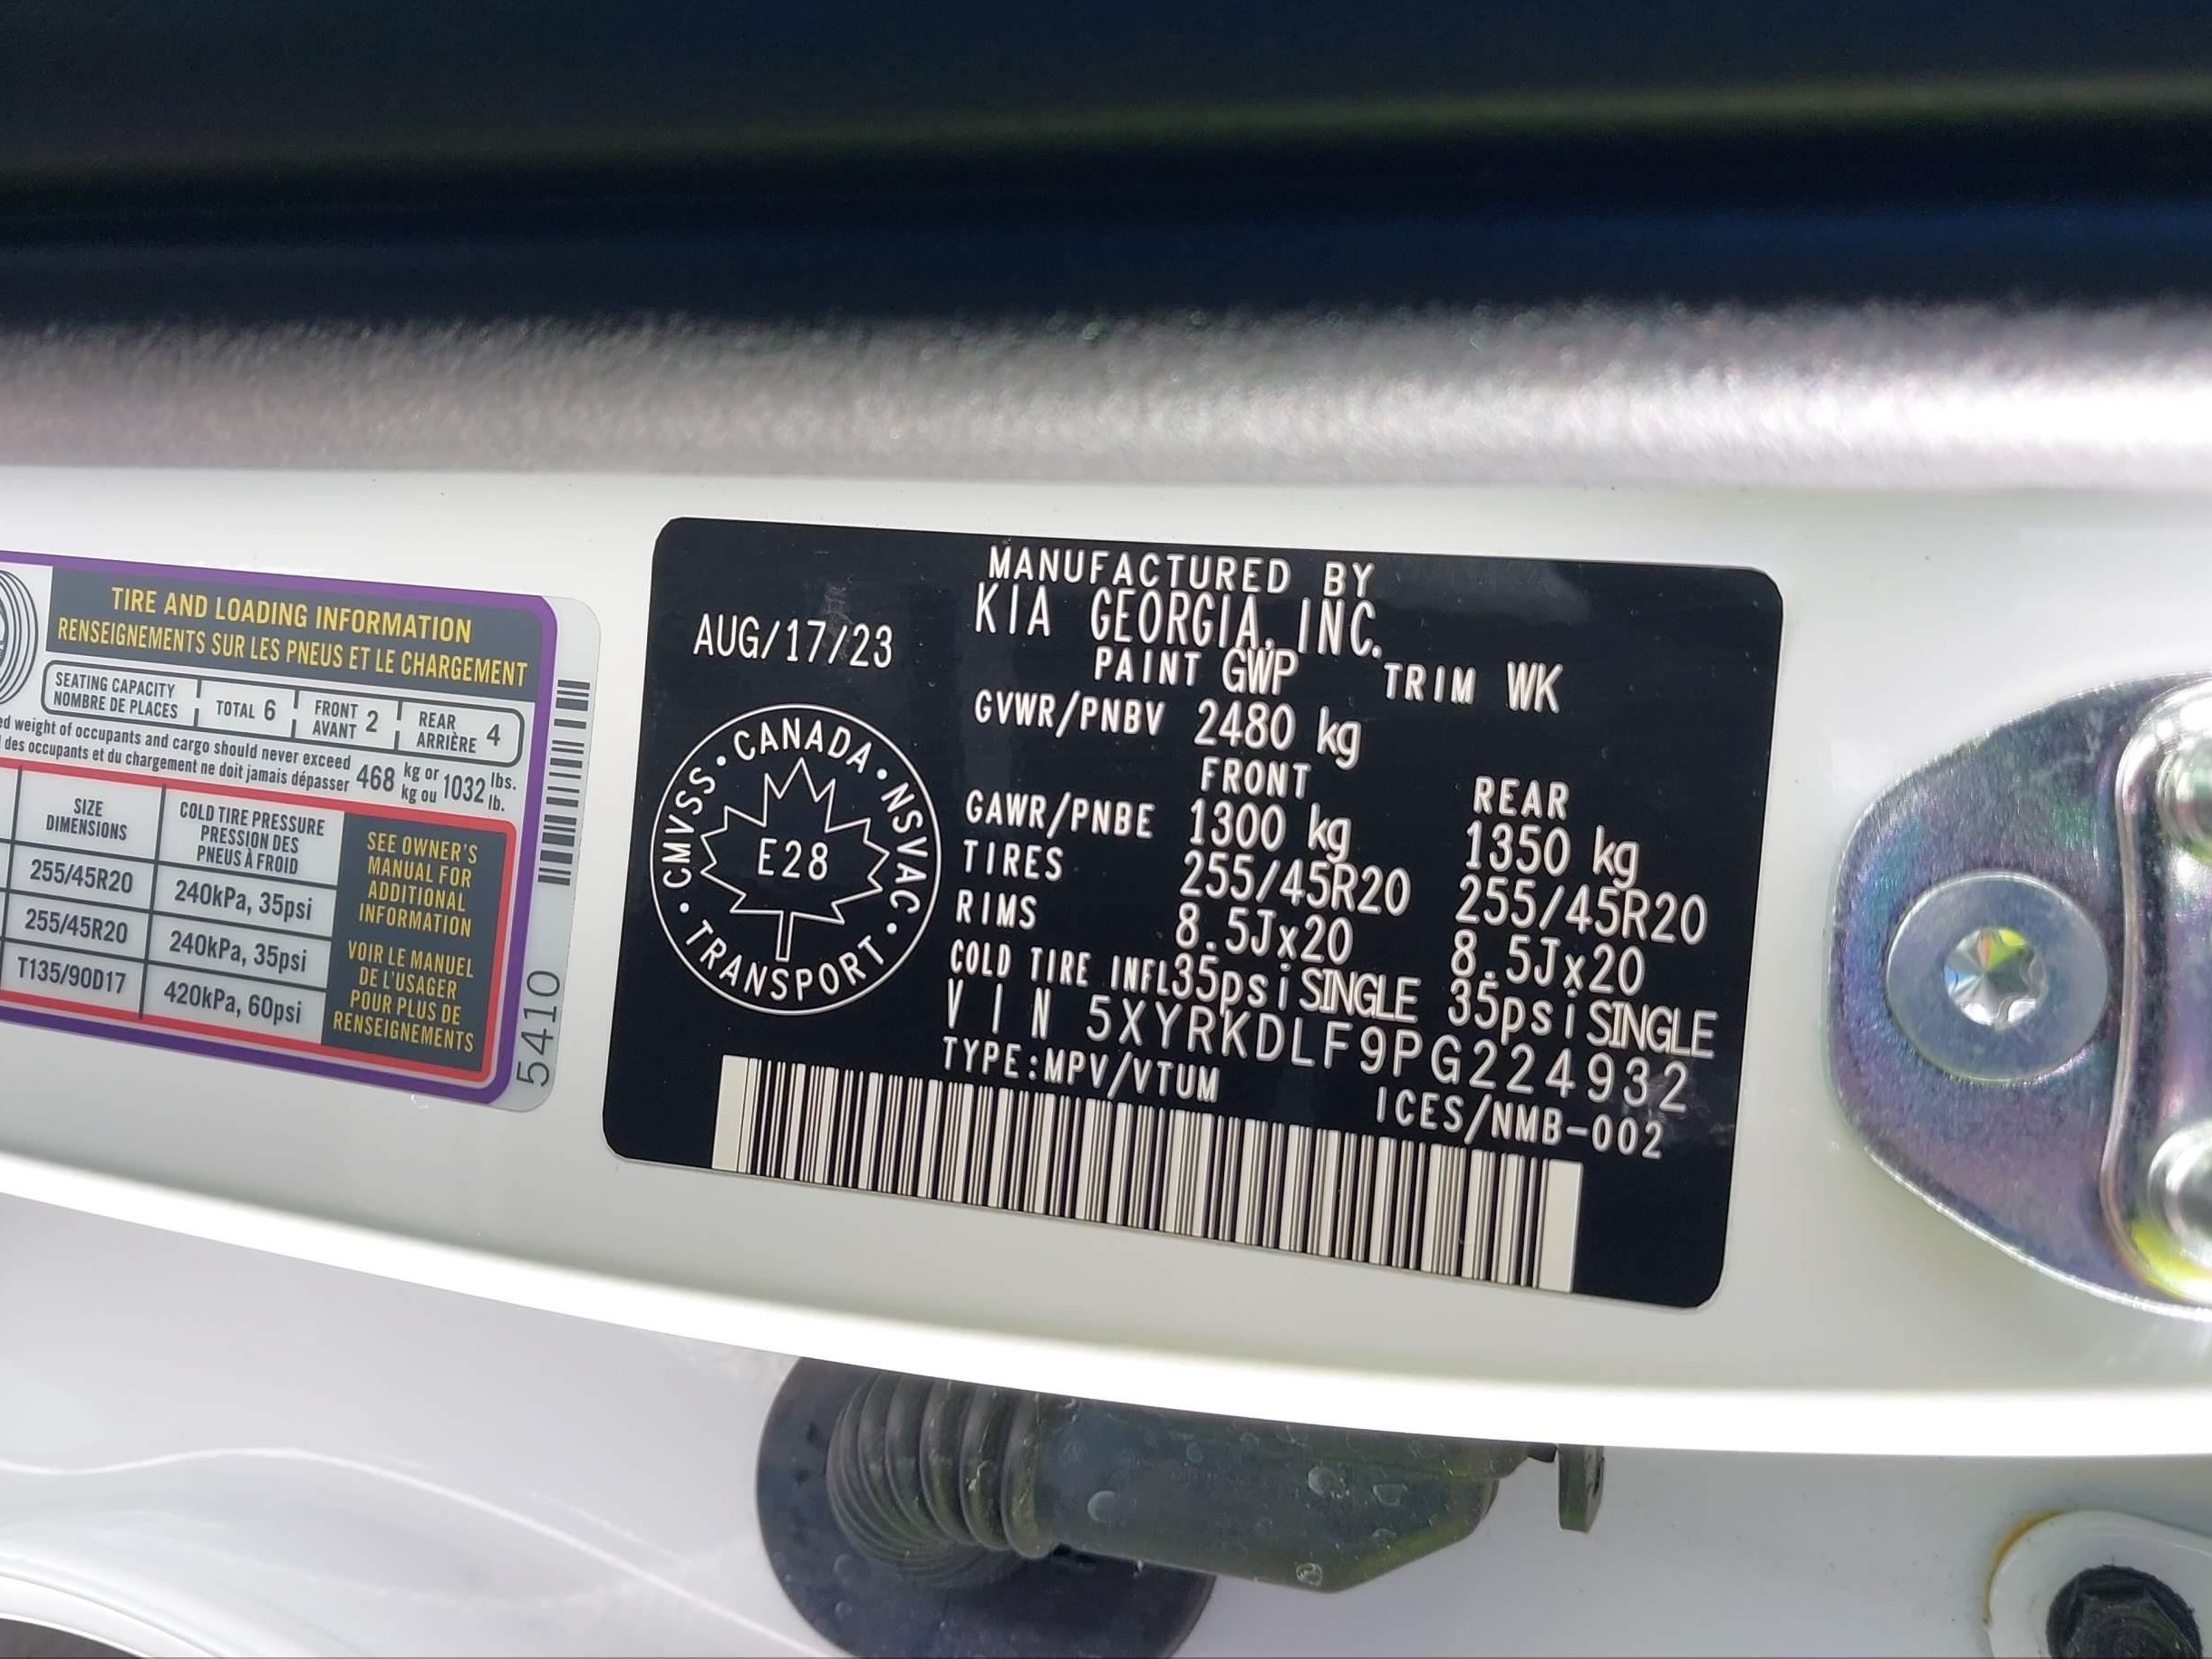 TIRE AND LOADING INFORMATION
RENSEIGNEMENTS SUR LES PNEUS ET LE CHARGEMENT
SEATING CAPACITY
NOMBRE DE PLACES
TOTAL 6
FRONT
AVANT 2
REAR
ARRIÈRE 4
weight of occupants and cargo should never exceed 468 kg or 1032 lbs.
des occupants et du chargement ne doit jamais dépasser kg ou lb.
SIZE
DIMENSIONS
COLD TIRE PRESSURE
PRESSION DES
PNEUS À FROID
255/45R20 240kPa, 35psi
255/45R20 240kPa, 35psi
T135/90D17 420kPa, 60psi
SEE OWNER'S
MANUAL FOR
ADDITIONAL
INFORMATION
VOIR LE MANUEL
DE L'USAGER
POUR PLUS DE
RENSEIGNEMENTS
5410
MANUFACTURED BY
AUG/17/23 KIA GEORGIA, INC.
PAINT GWP TRIM WK
GVWR/PNBV 2480 kg
FRONT REAR
GAWR/PNBE 1300 kg 1350 kg
TIRES 255/45R20 255/45R20
RIMS 8.5Jx20 8.5Jx20
COLD TIRE INFL 35psi SINGLE 35psi SINGLE
VIN 5XYRKDLF9PG224932
TYPE:MPV/VTUM ICES/NMB-002
CANADA • NSVAC • TRANSPORT • CMVSS •
E28